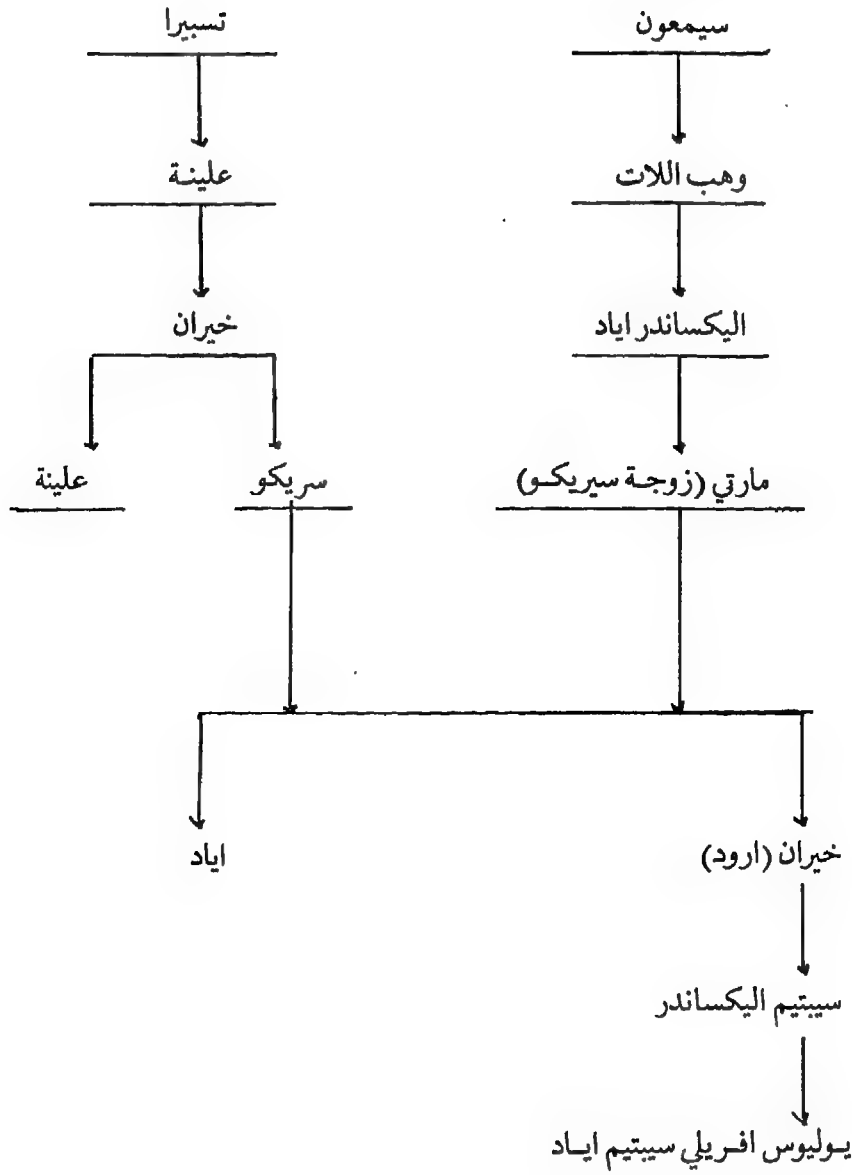 سيمعون
تسبيرا
وهب اللات
علينة
اليكساندر اياد
خيران
مارتي (زوجة سيريكو)
سريكو
علينة
خيران (ارود)
اياد
سيبتيم اليكساندر
يوليوس افريلي سيبتيم اياد